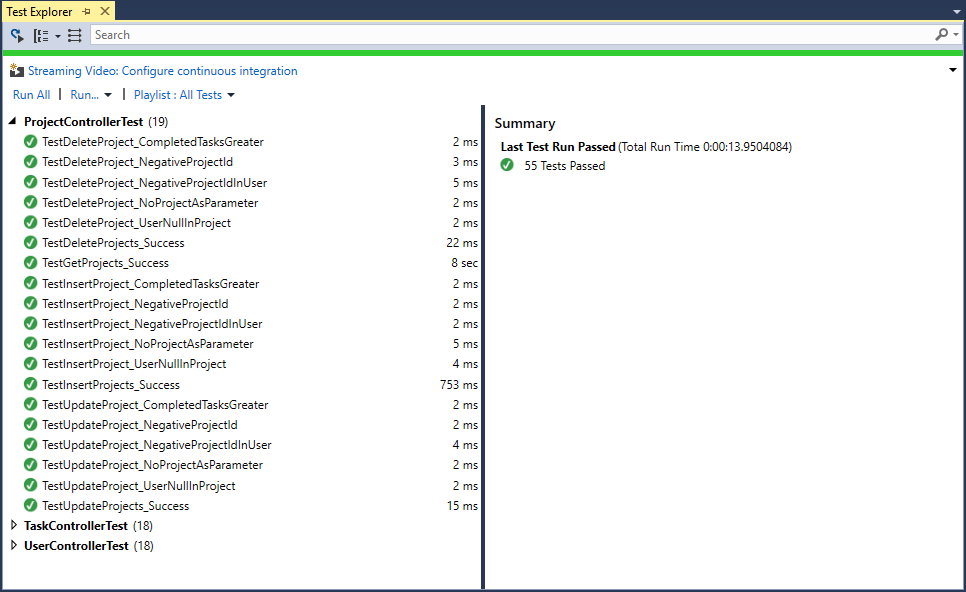 Test Explorer
Search
Streaming Video: Configure continuous integration
Run All | Run... | Playlist : All Tests
ProjectControllerTest (19)
TestDeleteProject_CompletedTasksGreater 2 ms
TestDeleteProject_NegativeProjectId 3 ms
TestDeleteProject_NegativeProjectIdInUser 5 ms
TestDeleteProject_NoProjectAsParameter 2 ms
TestDeleteProject_UserNullInProject 2 ms
TestDeleteProjects_Success 22 ms
TestGetProjects_Success 8 sec
TestInsertProject_CompletedTasksGreater 2 ms
TestInsertProject_NegativeProjectId 2 ms
TestInsertProject_NegativeProjectIdInUser 2 ms
TestInsertProject_NoProjectAsParameter 5 ms
TestInsertProject_UserNullInProject 4 ms
TestInsertProjects_Success 753 ms
TestUpdateProject_CompletedTasksGreater 2 ms
TestUpdateProject_NegativeProjectId 2 ms
TestUpdateProject_NegativeProjectIdInUser 4 ms
TestUpdateProject_NoProjectAsParameter 2 ms
TestUpdateProject_UserNullInProject 2 ms
TestUpdateProjects_Success 15 ms
TaskControllerTest (18)
UserControllerTest (18)
Summary
Last Test Run Passed (Total Run Time 0:00:13.9504084)
55 Tests Passed